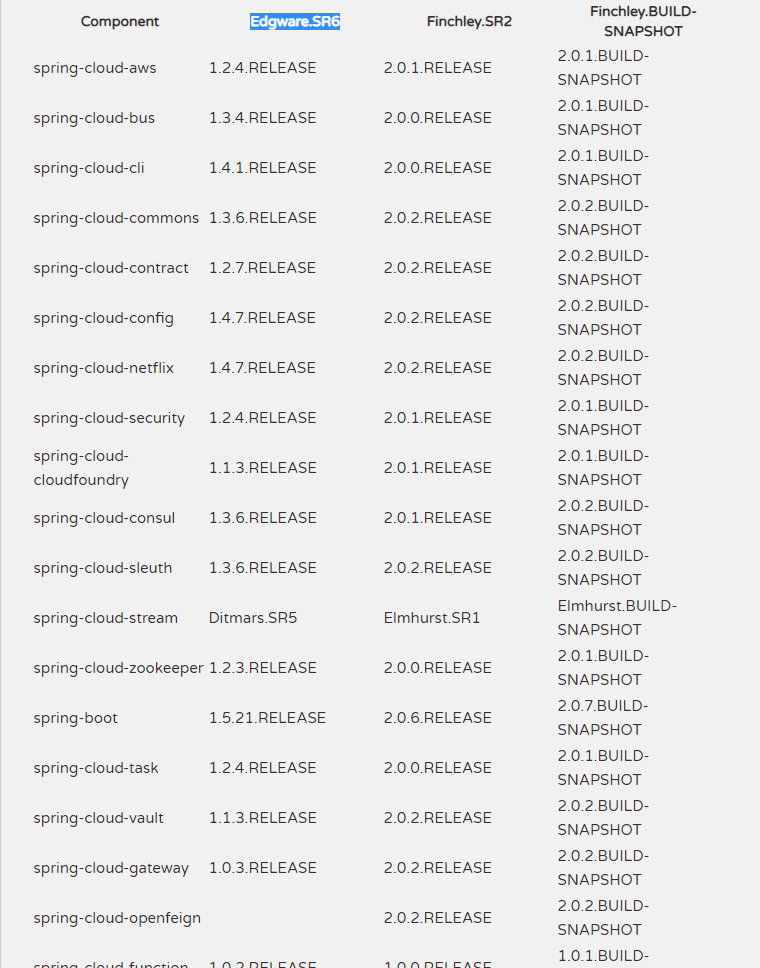 Component Edgware.SR6 Finchley.SR2 Finchley.BUILD-
SNAPSHOT
spring-cloud-aws 1.2.4.RELEASE 2.0.1.RELEASE 2.0.1.BUILD-
SNAPSHOT
spring-cloud-bus 1.3.4.RELEASE 2.0.0.RELEASE 2.0.1.BUILD-
SNAPSHOT
spring-cloud-cli 1.4.1.RELEASE 2.0.0.RELEASE 2.0.1.BUILD-
SNAPSHOT
spring-cloud-commons 1.3.6.RELEASE 2.0.2.RELEASE 2.0.2.BUILD-
SNAPSHOT
spring-cloud-contract 1.2.7.RELEASE 2.0.2.RELEASE 2.0.2.BUILD-
SNAPSHOT
spring-cloud-config 1.4.7.RELEASE 2.0.2.RELEASE 2.0.2.BUILD-
SNAPSHOT
spring-cloud-netflix 1.4.7.RELEASE 2.0.2.RELEASE 2.0.2.BUILD-
SNAPSHOT
spring-cloud-security 1.2.4.RELEASE 2.0.1.RELEASE 2.0.1.BUILD-
SNAPSHOT
spring-cloud-
cloudfoundry 1.1.3.RELEASE 2.0.1.RELEASE 2.0.1.BUILD-
SNAPSHOT
spring-cloud-consul 1.3.6.RELEASE 2.0.1.RELEASE 2.0.2.BUILD-
SNAPSHOT
spring-cloud-sleuth 1.3.6.RELEASE 2.0.2.RELEASE 2.0.2.BUILD-
SNAPSHOT
spring-cloud-stream Ditmars.SR5 Elmhurst.SR1 Elmhurst.BUILD-
SNAPSHOT
spring-cloud-zookeeper 1.2.3.RELEASE 2.0.0.RELEASE 2.0.1.BUILD-
SNAPSHOT
spring-boot 1.5.21.RELEASE 2.0.6.RELEASE 2.0.7.BUILD-
SNAPSHOT
spring-cloud-task 1.2.4.RELEASE 2.0.0.RELEASE 2.0.1.BUILD-
SNAPSHOT
spring-cloud-vault 1.1.3.RELEASE 2.0.2.RELEASE 2.0.2.BUILD-
SNAPSHOT
spring-cloud-gateway 1.0.3.RELEASE 2.0.2.RELEASE 2.0.2.BUILD-
SNAPSHOT
spring-cloud-openfeign 2.0.2.RELEASE 2.0.2.BUILD-
SNAPSHOT
spring-cloud-function 1.0.2.RELEASE 1.0.0.RELEASE 1.0.1.BUILD-